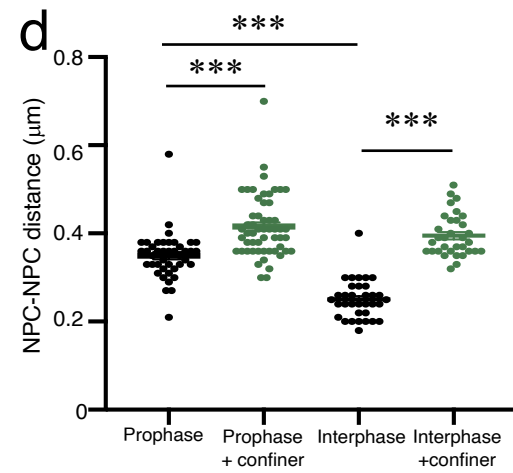 d
***
***
***
NPC-NPC distance (μm)
0.8
0.6
0.4
0.2
0
Prophase
Prophase
+ confiner
Interphase
Interphase
+confiner